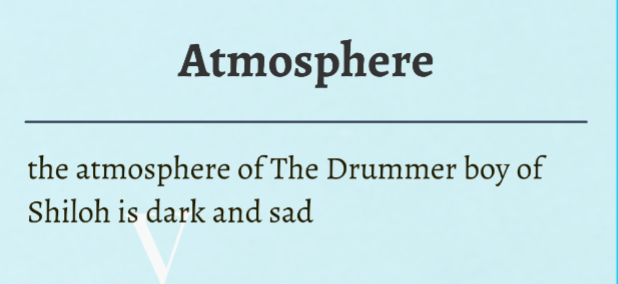 Atmosphere
the atmosphere of The Drummer boy of
Shiloh is dark and sad
V